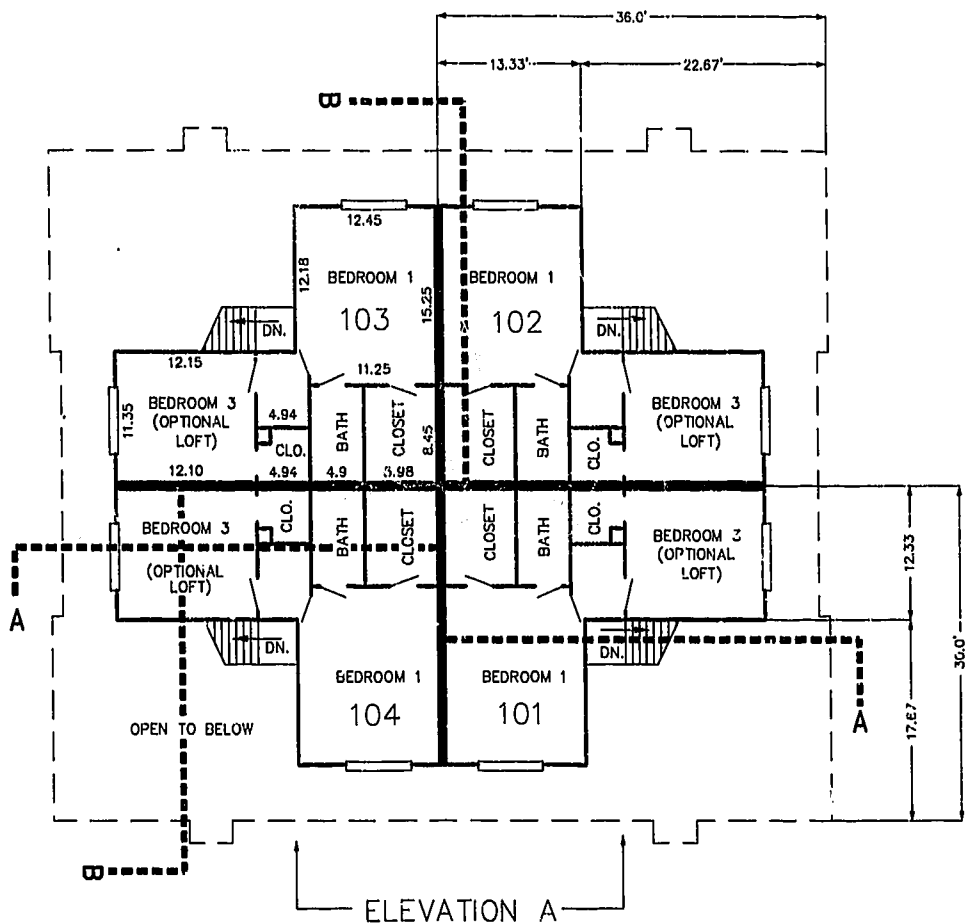 36.0'
13.33'
22.67'
B
12.45
12.18
BEDROOM 1
103
15.25
BEDROOM 1
102
DN.
DN.
12.15
11.25
11.35
BEDROOM 3
(OPTIONAL
LOFT)
4.94
CLO.
BATH
CLOSET
8.45
CLOSET
BATH
CLO.
BEDROOM 3
(OPTIONAL
LOFT)
12.10
4.94
4.9
3.98
BEDROOM 3
(OPTIONAL
LOFT)
CLO.
BATH
CLOSET
CLOSET
BATH
CLO.
BEDROOM 3
(OPTIONAL
LOFT)
12.33
A
DN.
DN.
BEDROOM 1
104
BEDROOM 1
101
A
30.0'
17.67
OPEN TO BELOW
B
ELEVATION A